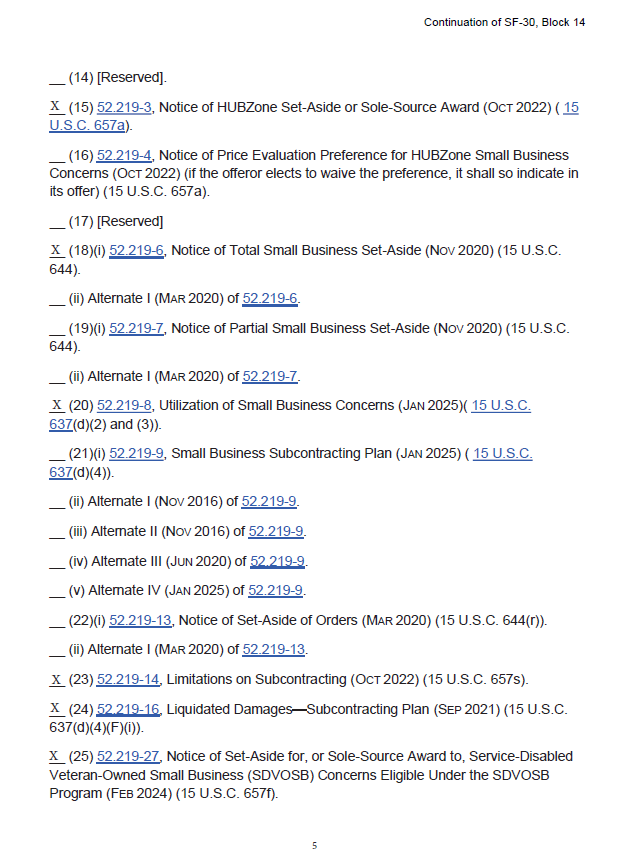 Continuation of SF-30, Block 14
__ (14) [Reserved].
X (15) 52.219-3, Notice of HUBZone Set-Aside or Sole-Source Award (OCT 2022) ( 15
U.S.C. 657a).
__ (16) 52.219-4, Notice of Price Evaluation Preference for HUBZone Small Business
Concerns (OCT 2022) (if the offeror elects to waive the preference, it shall so indicate in
its offer) (15 U.S.C. 657a).
__ (17) [Reserved]
X (18)(i) 52.219-6, Notice of Total Small Business Set-Aside (NOV 2020) (15 U.S.C.
644).
__ (ii) Alternate I (MAR 2020) of 52.219-6.
__ (19)(i) 52.219-7, Notice of Partial Small Business Set-Aside (NOV 2020) (15 U.S.C.
644).
__ (ii) Alternate I (MAR 2020) of 52.219-7.
X (20) 52.219-8, Utilization of Small Business Concerns (JAN 2025)( 15 U.S.C.
637(d)(2) and (3)).
__ (21)(i) 52.219-9, Small Business Subcontracting Plan (JAN 2025) ( 15 U.S.C.
637(d)(4)).
__ (ii) Alternate I (NOV 2016) of 52.219-9.
__ (iii) Alternate II (NOV 2016) of 52.219-9.
__ (iv) Alternate III (JUN 2020) of 52.219-9.
__ (v) Alternate IV (JAN 2025) of 52.219-9.
__ (22)(i) 52.219-13, Notice of Set-Aside of Orders (MAR 2020) (15 U.S.C. 644(r)).
__ (ii) Alternate I (MAR 2020) of 52.219-13.
X (23) 52.219-14, Limitations on Subcontracting (OCT 2022) (15 U.S.C. 657s).
X (24) 52.219-16, Liquidated Damages—Subcontracting Plan (SEP 2021) (15 U.S.C.
637(d)(4)(F)(i)).
X (25) 52.219-27, Notice of Set-Aside for, or Sole-Source Award to, Service-Disabled
Veteran-Owned Small Business (SDVOSB) Concerns Eligible Under the SDVOSB
Program (FEB 2024) (15 U.S.C. 657f).
5